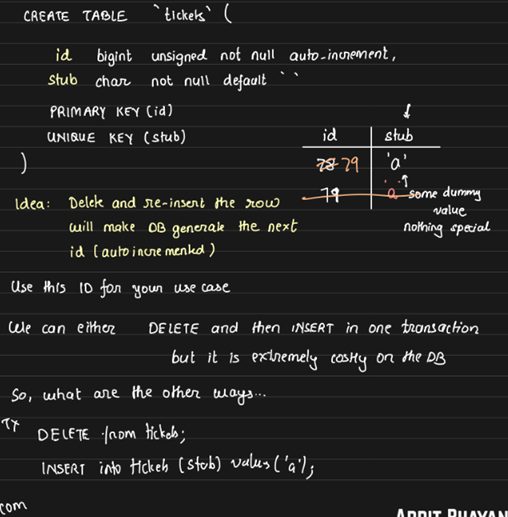 CREATE TABLE `tickets` (
id bigint unsigned not null auto-increment,
stub char not null default ``
PRIMARY KEY (id)
UNIQUE KEY (stub)
)
id stub
78 79 'a'
79 a
some dummy value nothing special
Idea: Delete and re-insert the row
will make DB generate the next
id (auto incremented)
Use this ID for your use case
We can either DELETE and then INSERT in one transaction
but it is extremely costly on the DB
So, what are the other ways...
Tx DELETE from tickets;
INSERT into tickets (stub) values ('a');
com